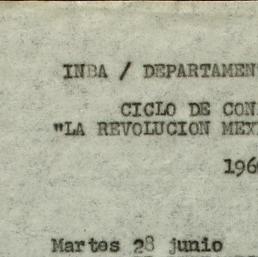 INBA / DEPARTAMEN
CICLO DE CON
"LA REVOLUCION MEX
196
Martes 28 junio